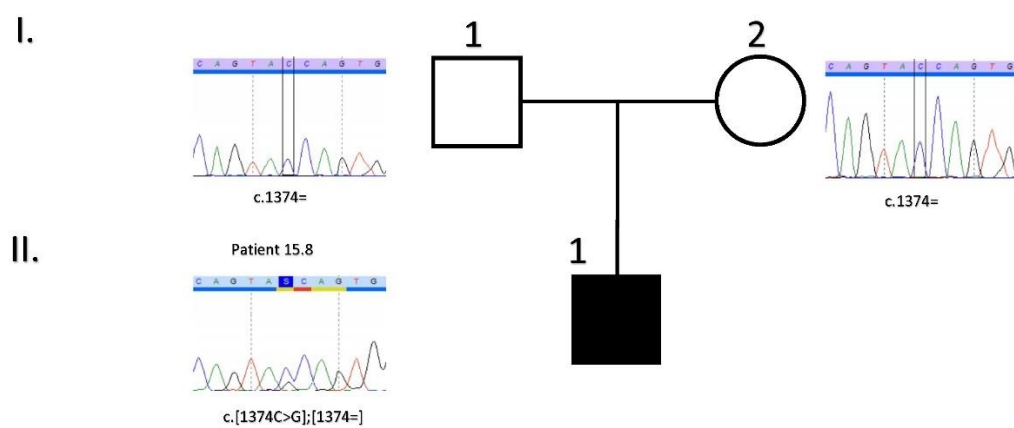 I.
1
2
C A G T A C C A G T G
C A G T A C C A G T G
c.1374=
c.1374=
II.
Patient 15.8
1
C A G T A S C A G T G
c.[1374C>G];[1374=]